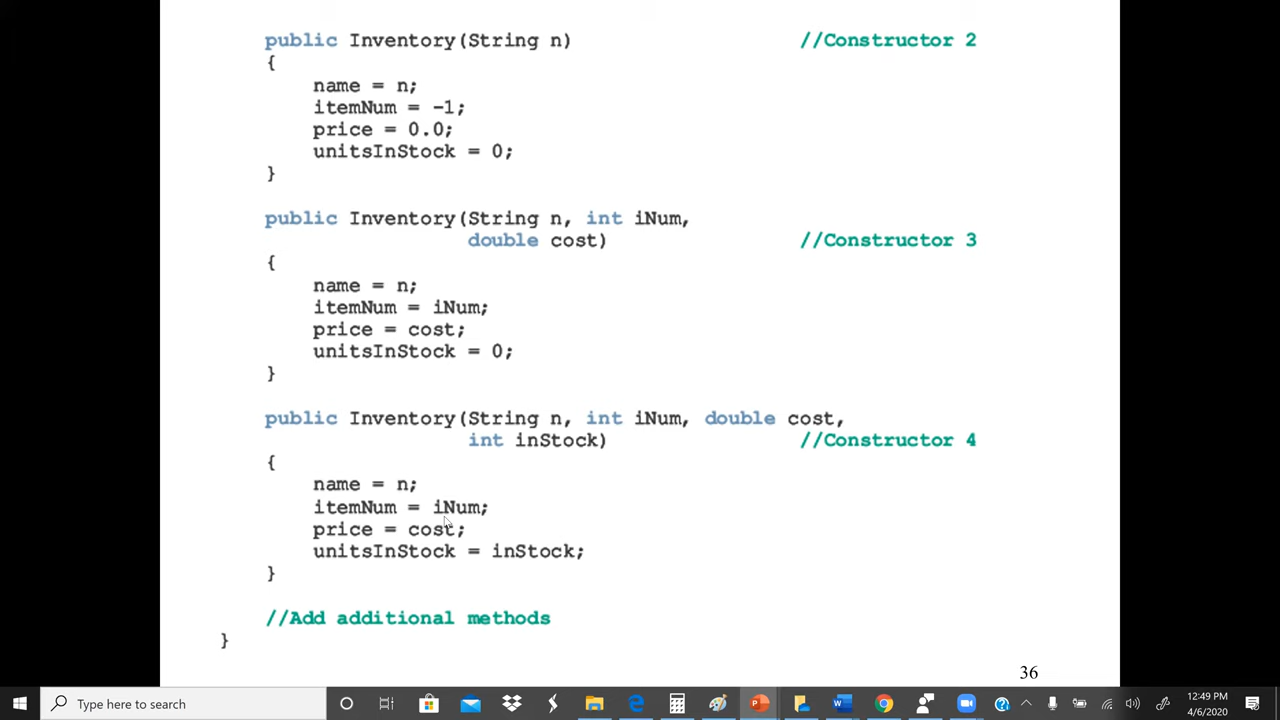 public Inventory(String n) //Constructor 2
{
name = n;
itemNum = -1;
price = 0.0;
unitsInStock = 0;
}
public Inventory(String n, int iNum,
double cost) //Constructor 3
{
name = n;
itemNum = iNum;
price = cost;
unitsInStock = 0;
}
public Inventory(String n, int iNum, double cost,
int inStock) //Constructor 4
{
name = n;
itemNum = iNum;
price = cost;
unitsInStock = inStock;
}
//Add additional methods
}
36
Type here to search
12:49 PM
4/6/2020